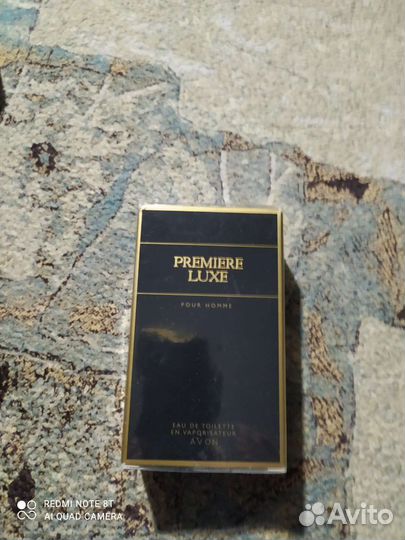 PREMIERE
LUXE
POUR HOMME
EAU DE TOILETTE
EN VAPORISATEUR
AVON
REDMI NOTE 8T
AI QUAD CAMERA
Avito